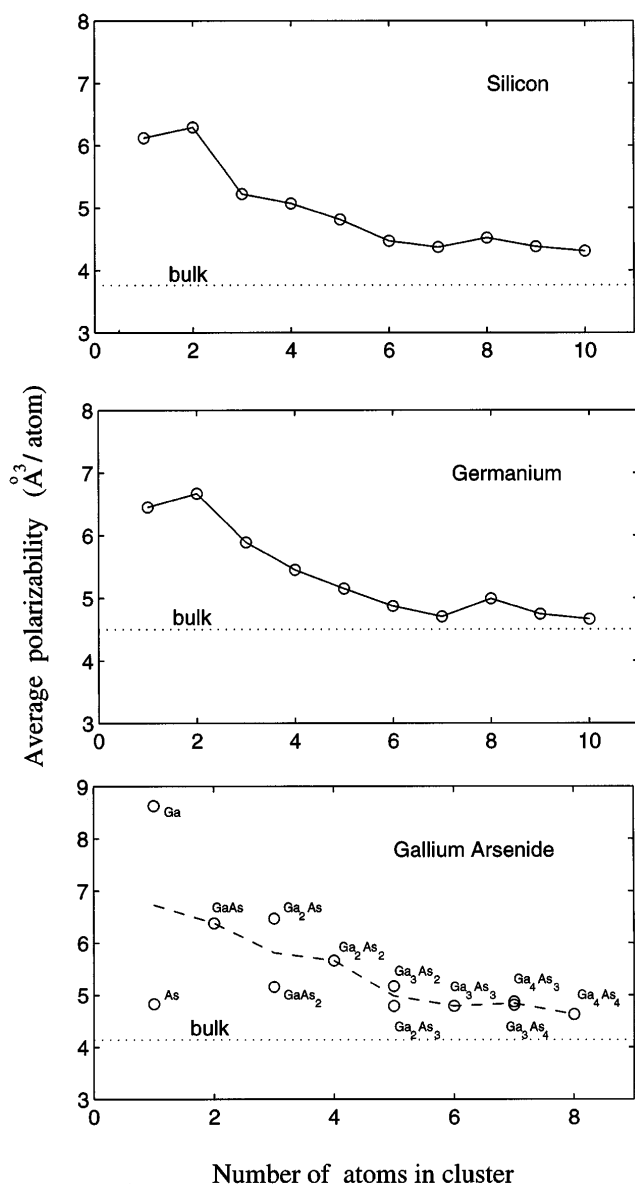 Average polarizability (Å³/atom)
8
7
6
5
4
3
Silicon
bulk
0 2 4 6 8 10
8
7
6
5
4
3
Germanium
bulk
0 2 4 6 8 10
9
8
7
6
5
4
3
Gallium Arsenide
Ga
GaAs
Ga₂As
As
GaAs₂
Ga₂As₂
Ga₃As₂
Ga₂As₃
Ga₃As₃
Ga₄As₃
Ga₃As₄
Ga₄As₄
bulk
0 2 4 6 8
Number of atoms in cluster